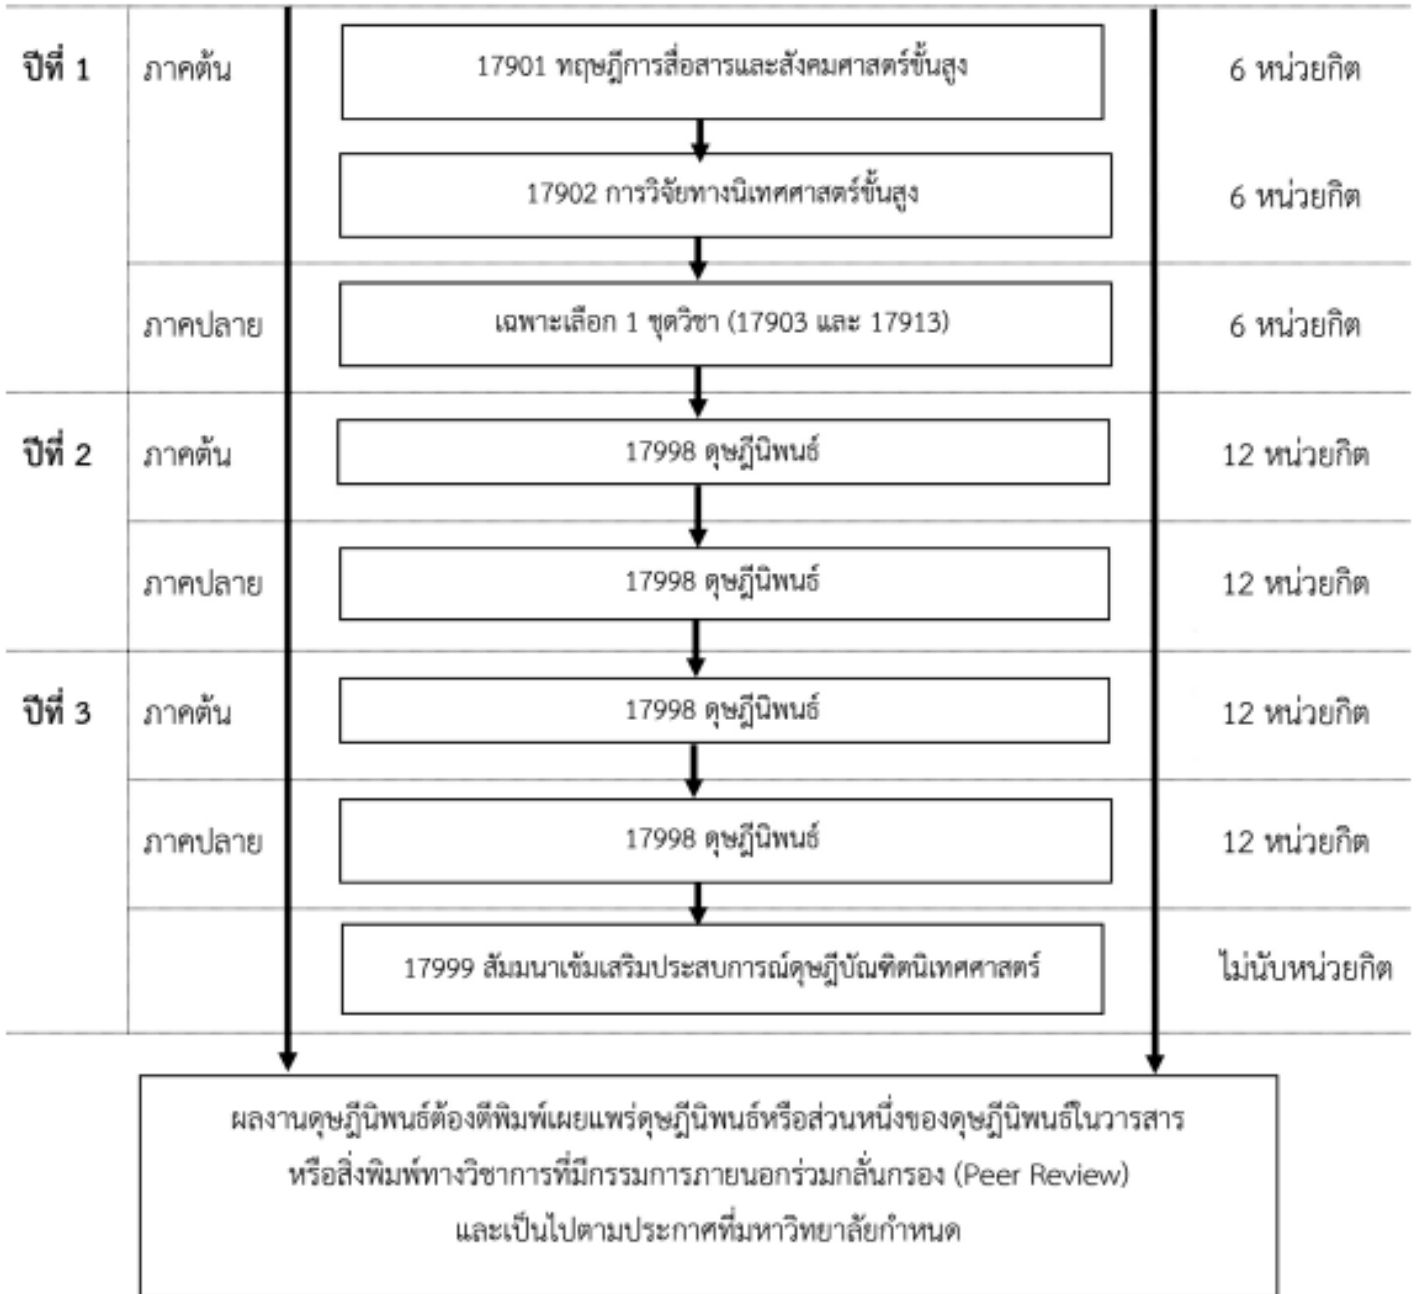 ปีที่ 1 ภาคต้น 17901 ทฤษฎีการสื่อสารและสังคมศาสตร์ขั้นสูง 6 หน่วยกิต
17902 การวิจัยทางนิเทศศาสตร์ขั้นสูง 6 หน่วยกิต
ภาคปลาย เฉพาะเลือก 1 ชุดวิชา (17903 และ 17913) 6 หน่วยกิต
ปีที่ 2 ภาคต้น 17998 ดุษฎีนิพนธ์ 12 หน่วยกิต
ภาคปลาย 17998 ดุษฎีนิพนธ์ 12 หน่วยกิต
ปีที่ 3 ภาคต้น 17998 ดุษฎีนิพนธ์ 12 หน่วยกิต
ภาคปลาย 17998 ดุษฎีนิพนธ์ 12 หน่วยกิต
17999 สัมมนาเข้มเสริมประสบการณ์ดุษฎีบัณฑิตนิเทศศาสตร์ ไม่นับหน่วยกิต
ผลงานดุษฎีนิพนธ์ต้องตีพิมพ์เผยแพร่ดุษฎีนิพนธ์หรือส่วนหนึ่งของดุษฎีนิพนธ์ในวารสาร
หรือสิ่งพิมพ์ทางวิชาการที่มีกรรมการภายนอกร่วมกลั่นกรอง (Peer Review)
และเป็นไปตามประกาศที่มหาวิทยาลัยกำหนด